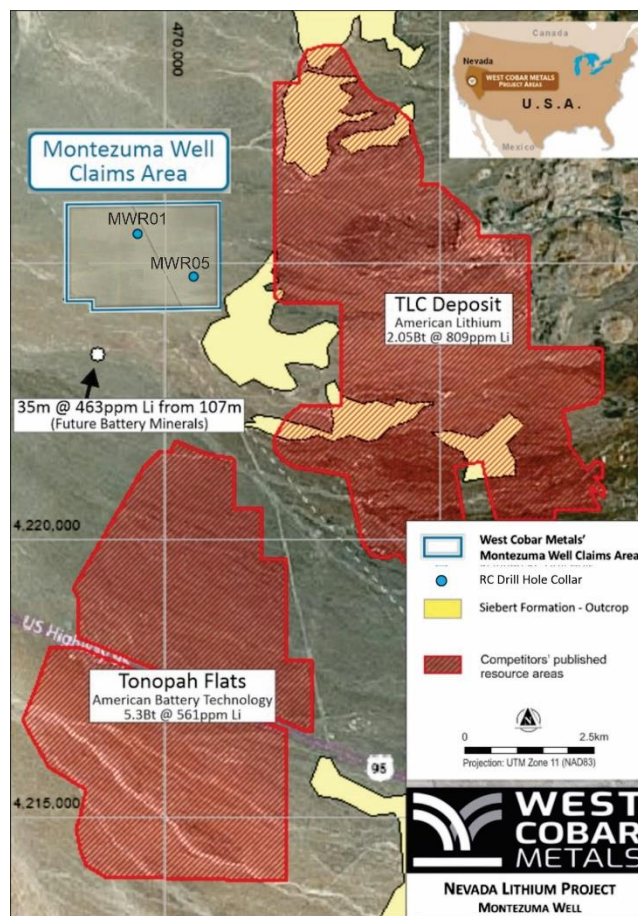 470,000
Canada
Nevada
WEST COBAR METALS
PROJECT AREAS
U.S.A.
Mexico
Montezuma Well
Claims Area
MWR01
MWR05
TLC Deposit
American Lithium
2.05Bt @ 809ppm Li
35m @ 463ppm Li from 107m
(Future Battery Minerals)
4,220,000
US Highway
Tonopah Flats
American Battery Technology
5.3Bt @ 561ppm Li
95
4,215,000
West Cobar Metals'
Montezuma Well Claims Area
RC Drill Hole Collar
Siebert Formation - Outcrop
Competitors' published
resource areas
N
0 2.5km
Projection: UTM Zone 11 (NAD83)
WEST
COBAR
METALS
NEVADA LITHIUM PROJECT
MONTEZUMA WELL